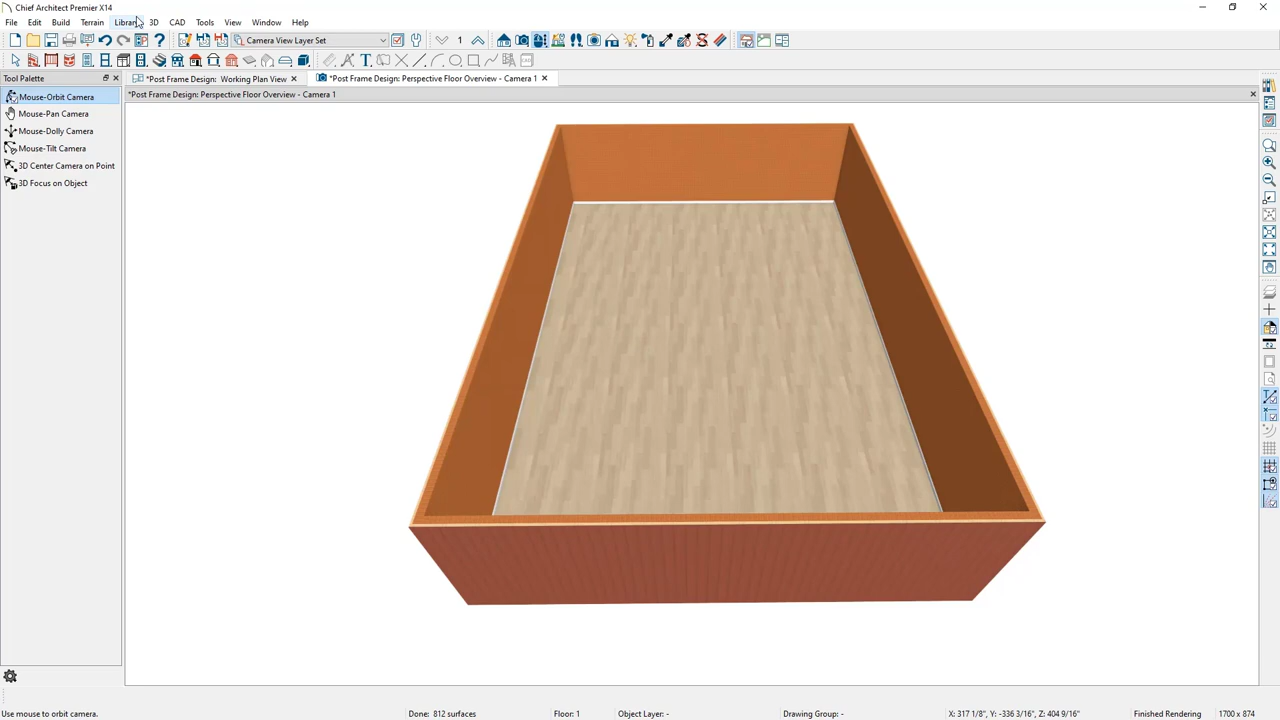 Chief Architect Premier X14
File Edit Build Terrain Library 3D CAD Tools View Window Help
Camera View Layer Set 1
Tool Palette
*Post Frame Design: Working Plan View *Post Frame Design: Perspective Floor Overview - Camera 1
*Post Frame Design: Perspective Floor Overview - Camera 1
Mouse-Orbit Camera
Mouse-Pan Camera
Mouse-Dolly Camera
Mouse-Tilt Camera
3D Center Camera on Point
3D Focus on Object
Use mouse to orbit camera. Done: 812 surfaces Floor: 1 Object Layer: - Drawing Group: - X: 317 1/8", Y: -336 3/16", Z: 404 9/16" Finished Rendering 1700 x 874